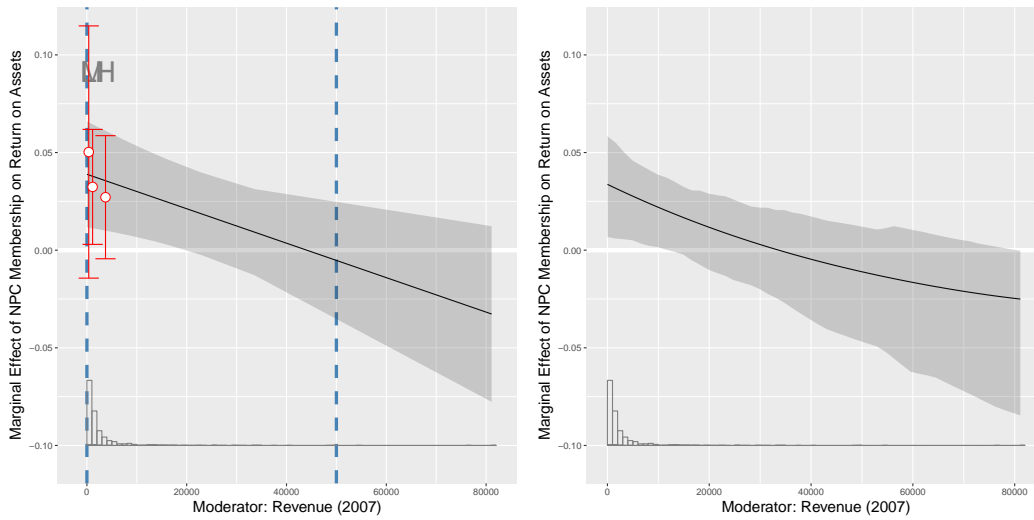 Marginal Effect of NPC Membership on Return on Assets
0.10
0.05
0.00
−0.05
−0.10
H
0 20000 40000 60000 80000
Moderator: Revenue (2007)
Marginal Effect of NPC Membership on Return on Assets
0.10
0.05
0.00
−0.05
−0.10
0 20000 40000 60000 80000
Moderator: Revenue (2007)